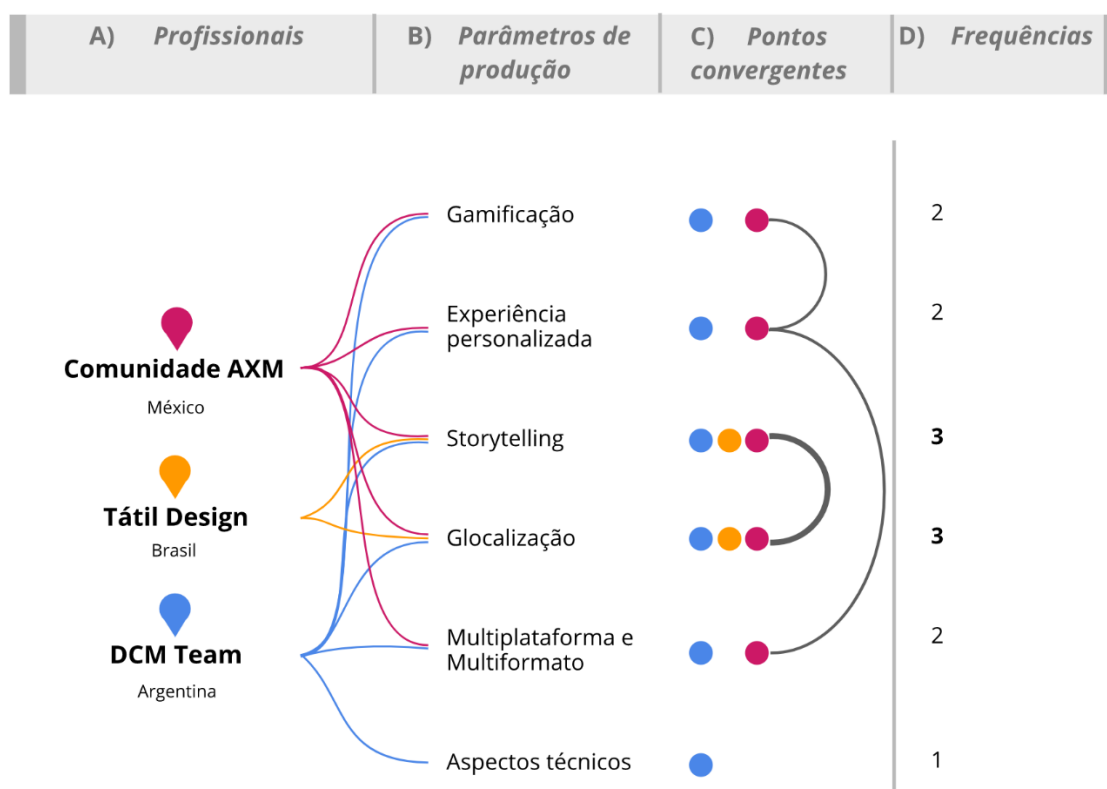 A) Profissionais
B) Parâmetros de
produção
C) Pontos
convergentes
D) Frequências
Gamificação
2
Experiência
personalizada
2
Comunidade AXM
México
Storytelling
3
Tátil Design
Brasil
Glocalização
3
DCM Team
Argentina
Multiplataforma e
Multiformato
2
Aspectos técnicos
1